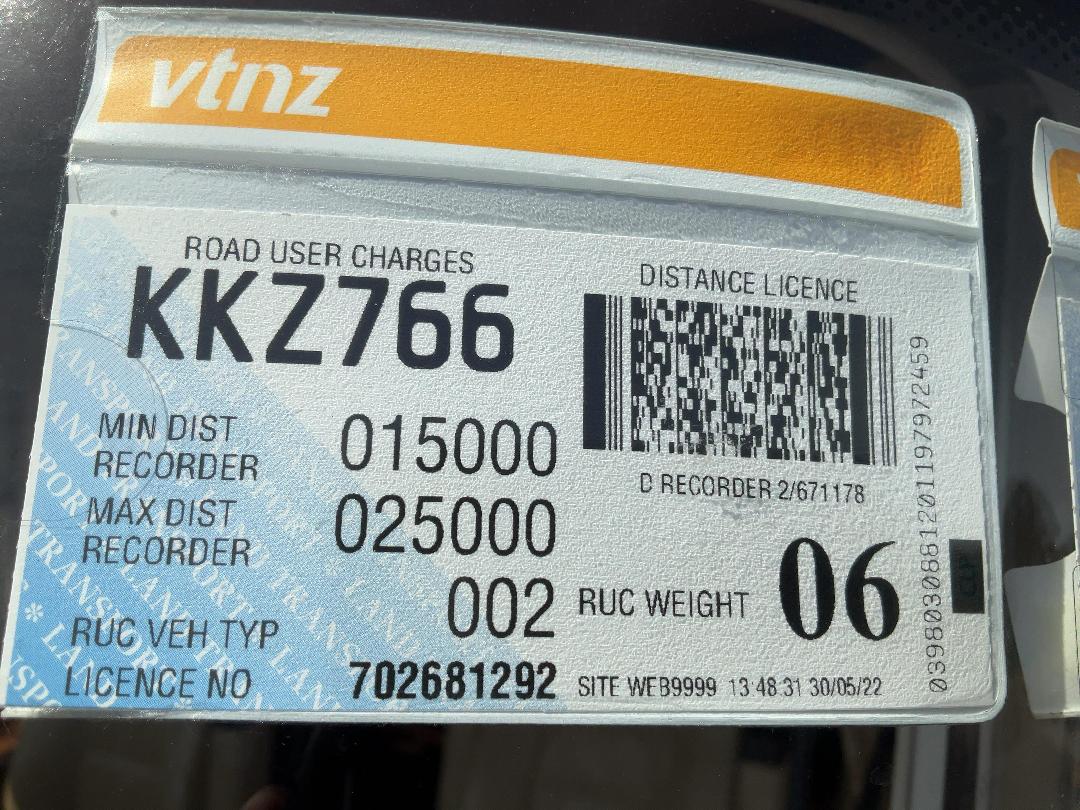 vtnz
ROAD USER CHARGES
KKZ766
DISTANCE LICENCE
MIN DIST RECORDER 015000
D RECORDER 2/671178
MAX DIST RECORDER 025000
RUC VEH TYP 002
RUC WEIGHT 06
LICENCE NO 702681292
SITE WEB9999 13 48 31 30/05/22
0398030881201197972459